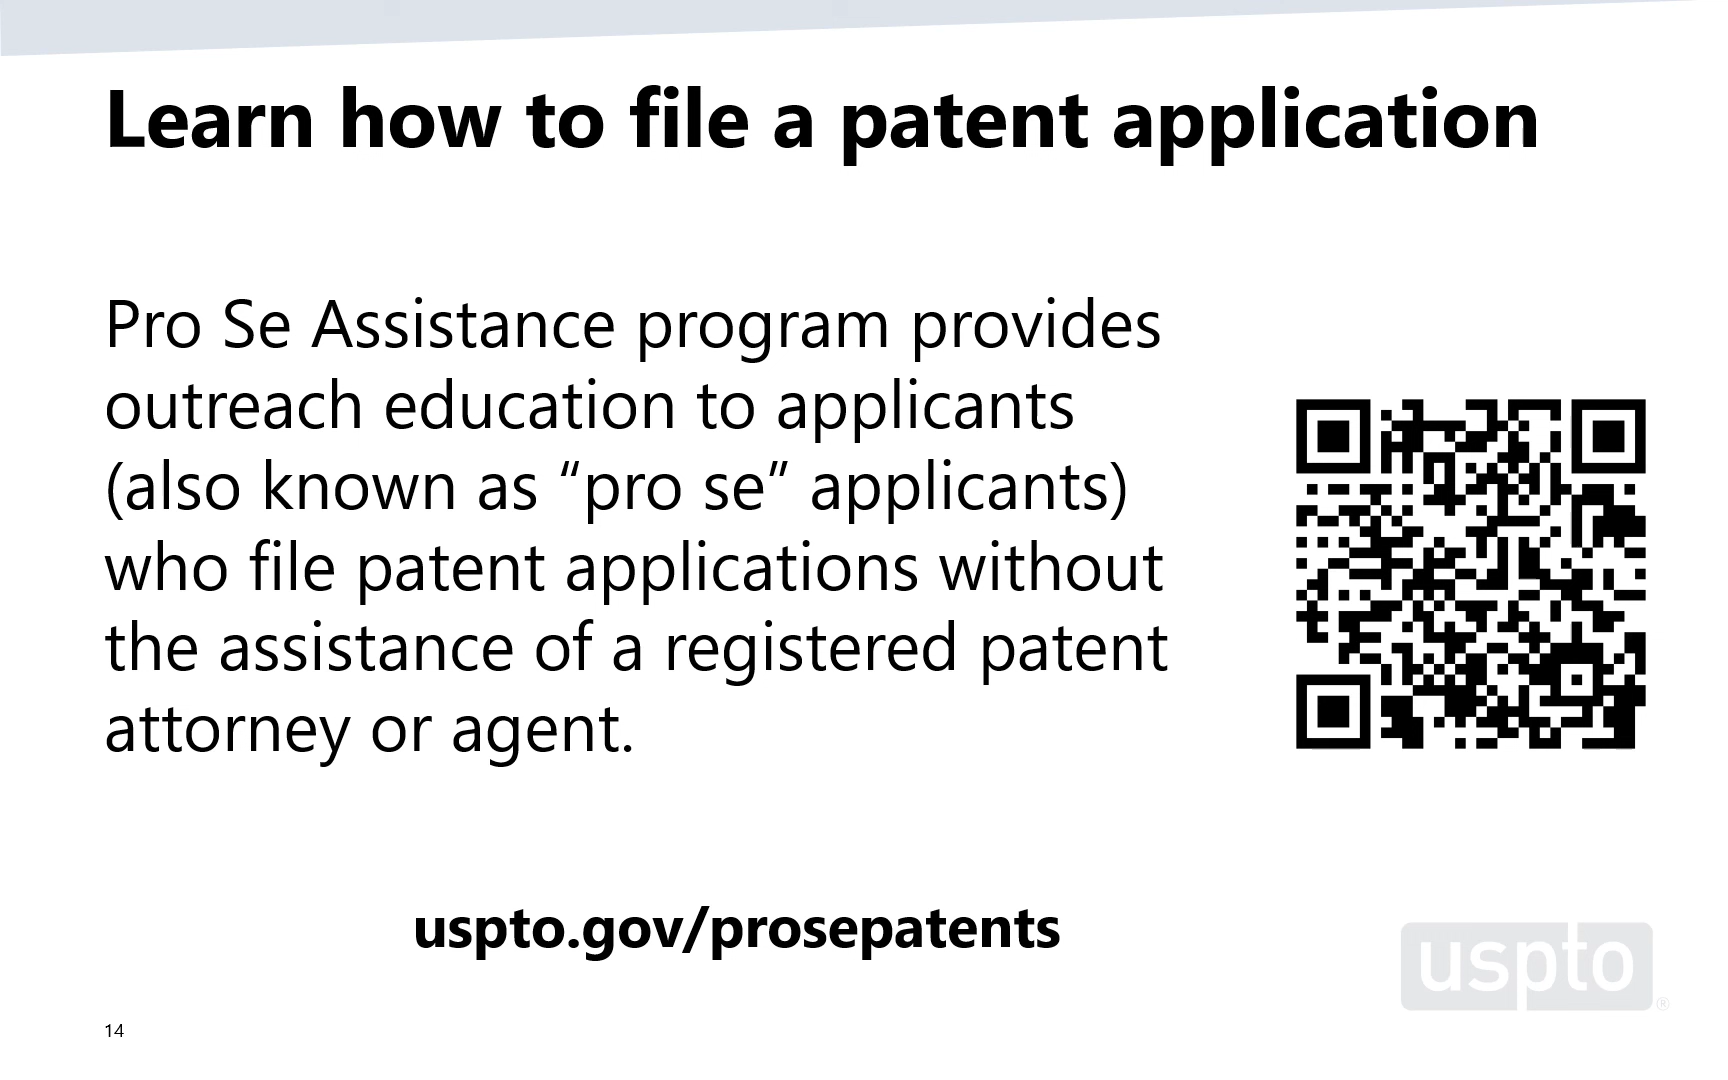 Learn how to file a patent application
Pro Se Assistance program provides
outreach education to applicants
(also known as “pro se” applicants)
who file patent applications without
the assistance of a registered patent
attorney or agent.
uspto.gov/prosepatents
uspto®
14